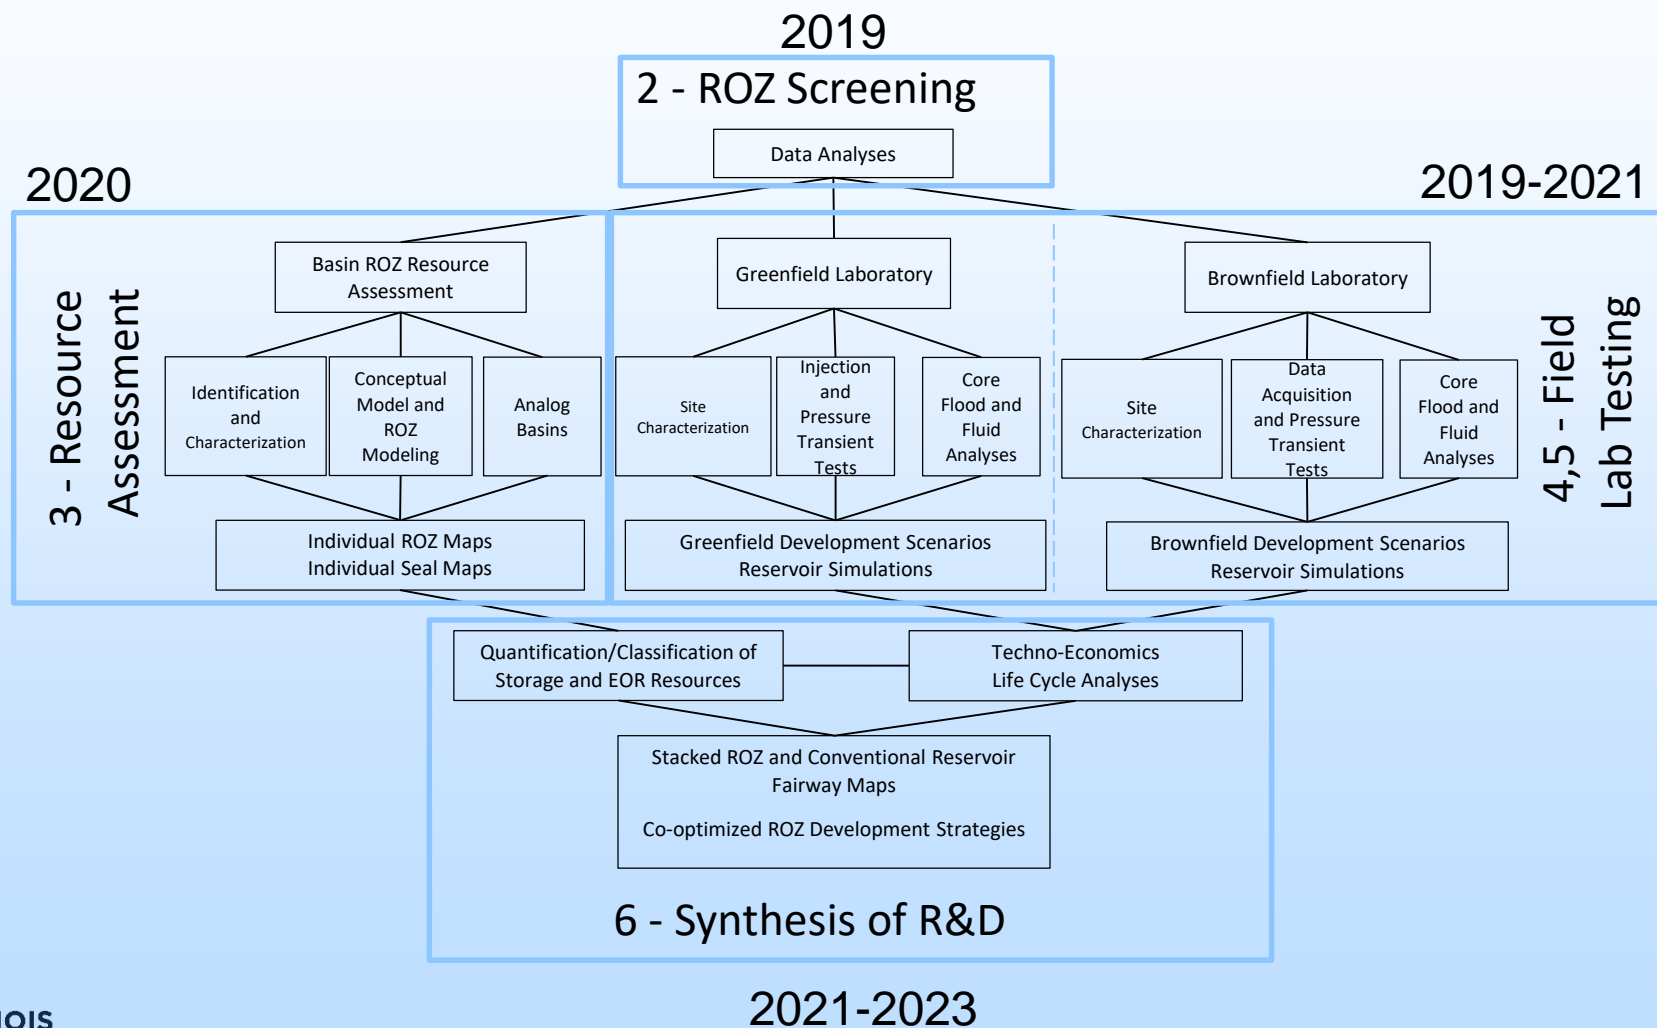 2019
2 - ROZ Screening
Data Analyses
2020
2019-2021
3 - Resource
Assessment
Basin ROZ Resource
Assessment
Identification
and
Characterization
Conceptual
Model and
ROZ
Modeling
Analog
Basins
Individual ROZ Maps
Individual Seal Maps
Greenfield Laboratory
Site
Characterization
Injection
and
Pressure
Transient
Tests
Core
Flood and
Fluid
Analyses
Greenfield Development Scenarios
Reservoir Simulations
Brownfield Laboratory
Site
Characterization
Data
Acquisition
and Pressure
Transient
Tests
Core
Flood and
Fluid
Analyses
Brownfield Development Scenarios
Reservoir Simulations
4,5 - Field
Lab Testing
Quantification/Classification of
Storage and EOR Resources
Techno-Economics
Life Cycle Analyses
Stacked ROZ and Conventional Reservoir
Fairway Maps
Co-optimized ROZ Development Strategies
6 - Synthesis of R&D
2021-2023